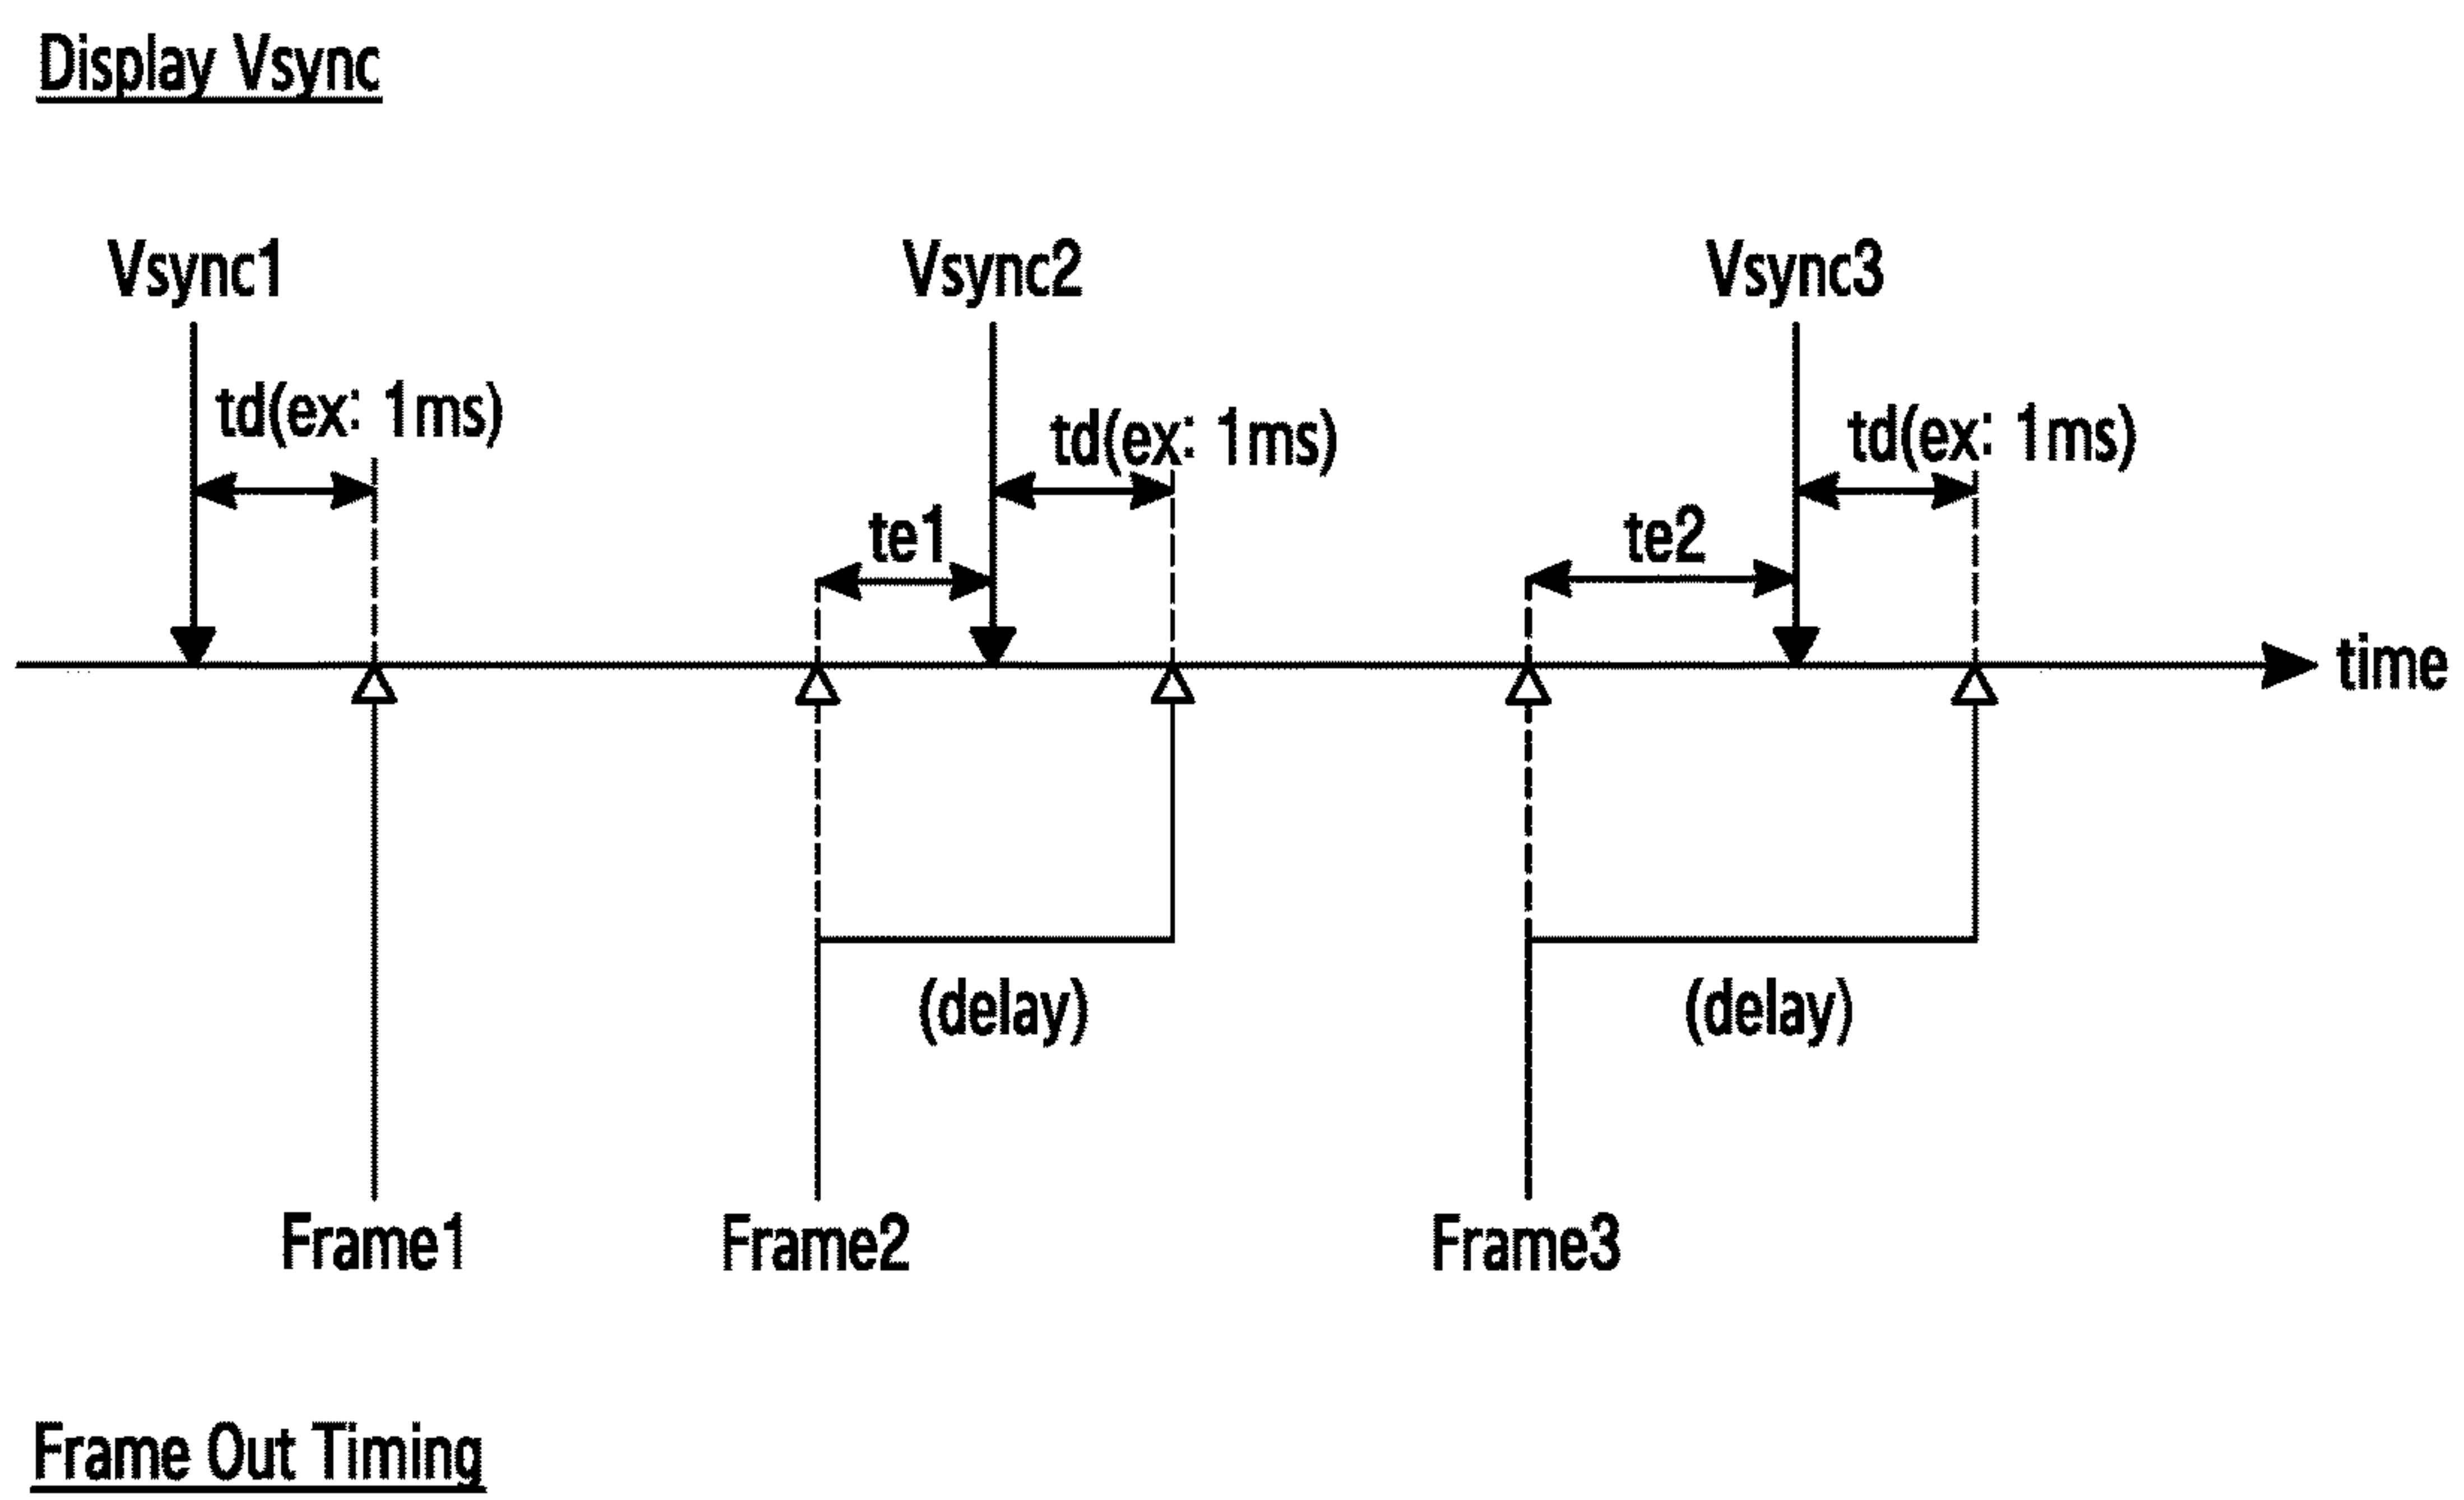 Display Vsync
Vsync1
Vsync2
Vsync3
td(ex: 1ms)
td(ex: 1ms)
td(ex: 1ms)
te1
te2
time
(delay)
(delay)
Frame1
Frame2
Frame3
Frame Out Timing